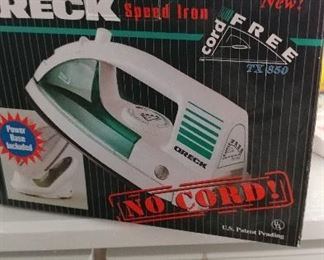 ORECK
Speed Iron
New!
cord FREE
TX 850
Power
Base
Included
ORECK
NO CORD!
U.S. Patent Pending